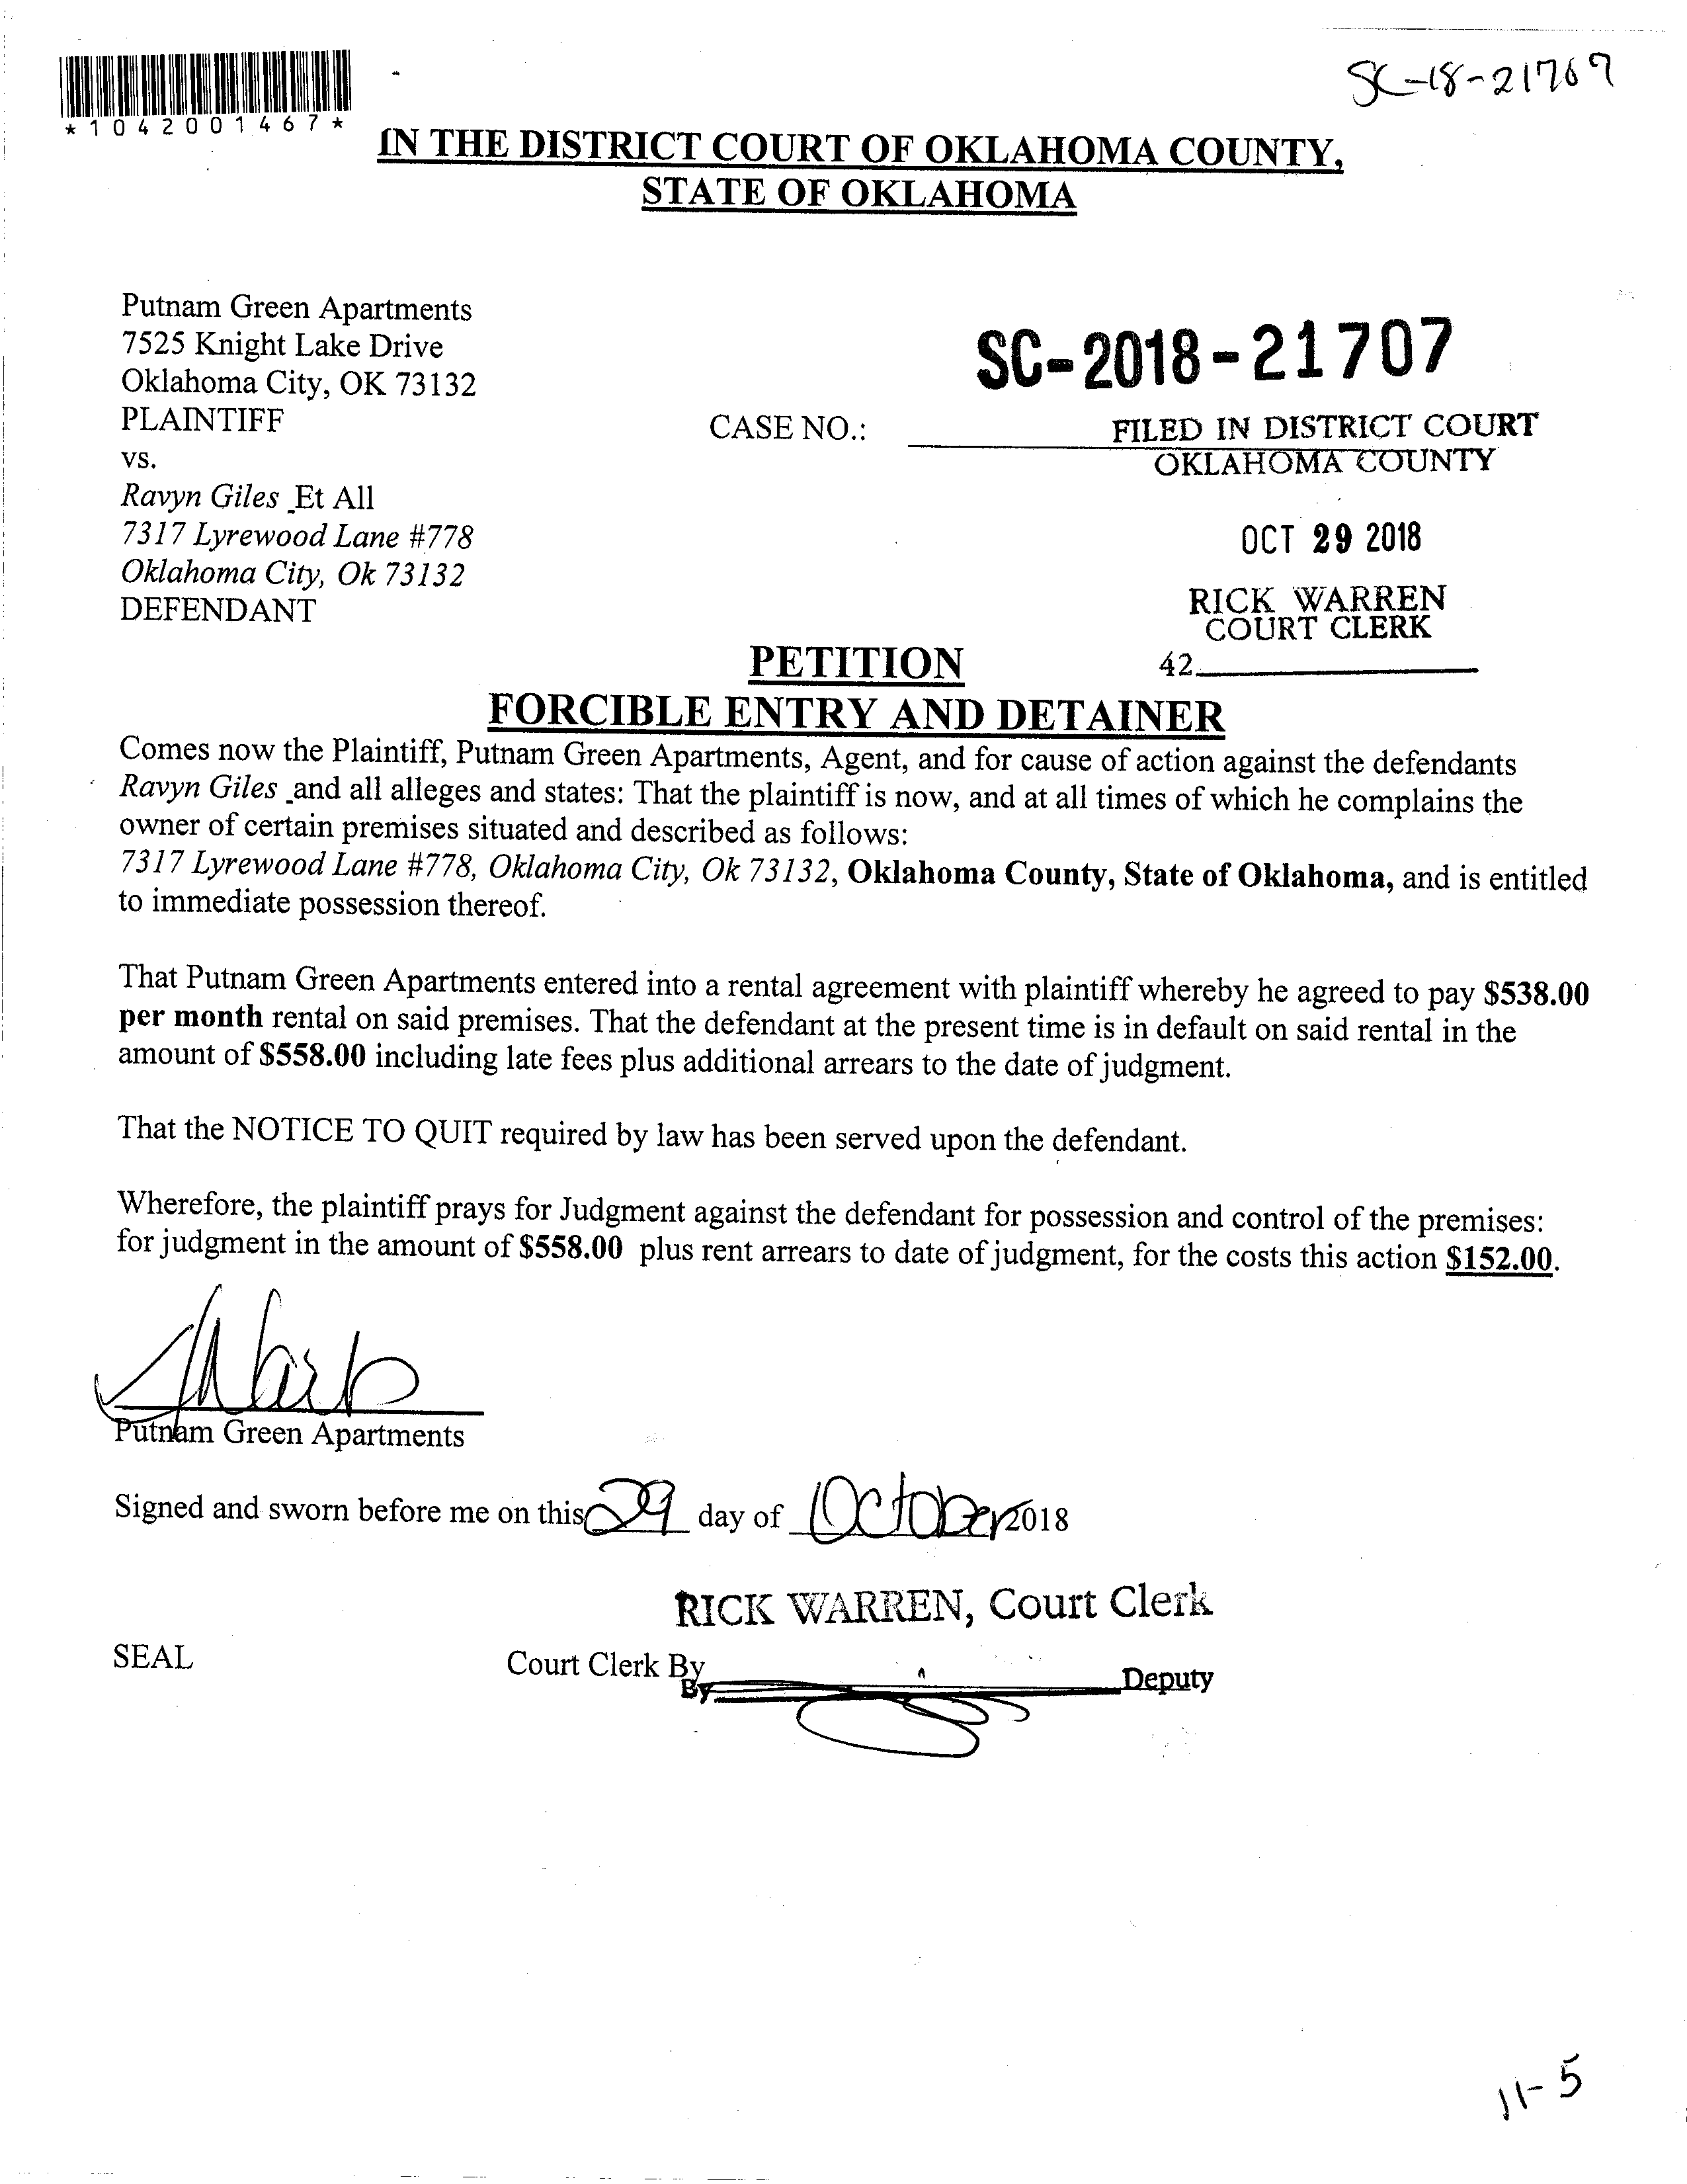 SC-18-21707
*1042001467*
IN THE DISTRICT COURT OF OKLAHOMA COUNTY,
STATE OF OKLAHOMA
Putnam Green Apartments
7525 Knight Lake Drive
Oklahoma City, OK 73132
PLAINTIFF
vs.
Ravyn Giles Et All
7317 Lyrewood Lane #778
Oklahoma City, Ok 73132
DEFENDANT
SC-2018-21707
CASE NO.:
FILED IN DISTRICT COURT
OKLAHOMA COUNTY
OCT 29 2018
RICK WARREN
COURT CLERK
42
PETITION
FORCIBLE ENTRY AND DETAINER
Comes now the Plaintiff, Putnam Green Apartments, Agent, and for cause of action against the defendants
Ravyn Giles and all alleges and states: That the plaintiff is now, and at all times of which he complains the
owner of certain premises situated and described as follows:
7317 Lyrewood Lane #778, Oklahoma City, Ok 73132, Oklahoma County, State of Oklahoma, and is entitled
to immediate possession thereof.
That Putnam Green Apartments entered into a rental agreement with plaintiff whereby he agreed to pay $538.00
per month rental on said premises. That the defendant at the present time is in default on said rental in the
amount of $558.00 including late fees plus additional arrears to the date of judgment.
That the NOTICE TO QUIT required by law has been served upon the defendant.
Wherefore, the plaintiff prays for Judgment against the defendant for possession and control of the premises:
for judgment in the amount of $558.00 plus rent arrears to date of judgment, for the costs this action $152.00.
Putnam Green Apartments
Signed and sworn before me on this 29 day of October 2018
RICK WARREN, Court Clerk
SEAL
Court Clerk By
By Deputy
11-5